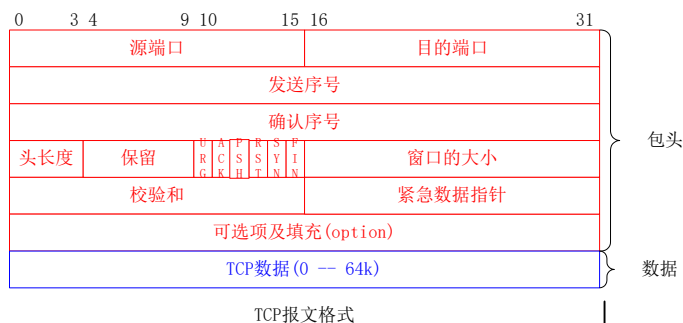 0 3 4 9 10 15 16 31
源端口 目的端口
发送序号
确认序号
包头
头长度 保留 URG ACK PSH RST SYN FIN 窗口的大小
校验和 紧急数据指针
可选项及填充(option)
TCP数据(0 -- 64k) 数据
TCP报文格式